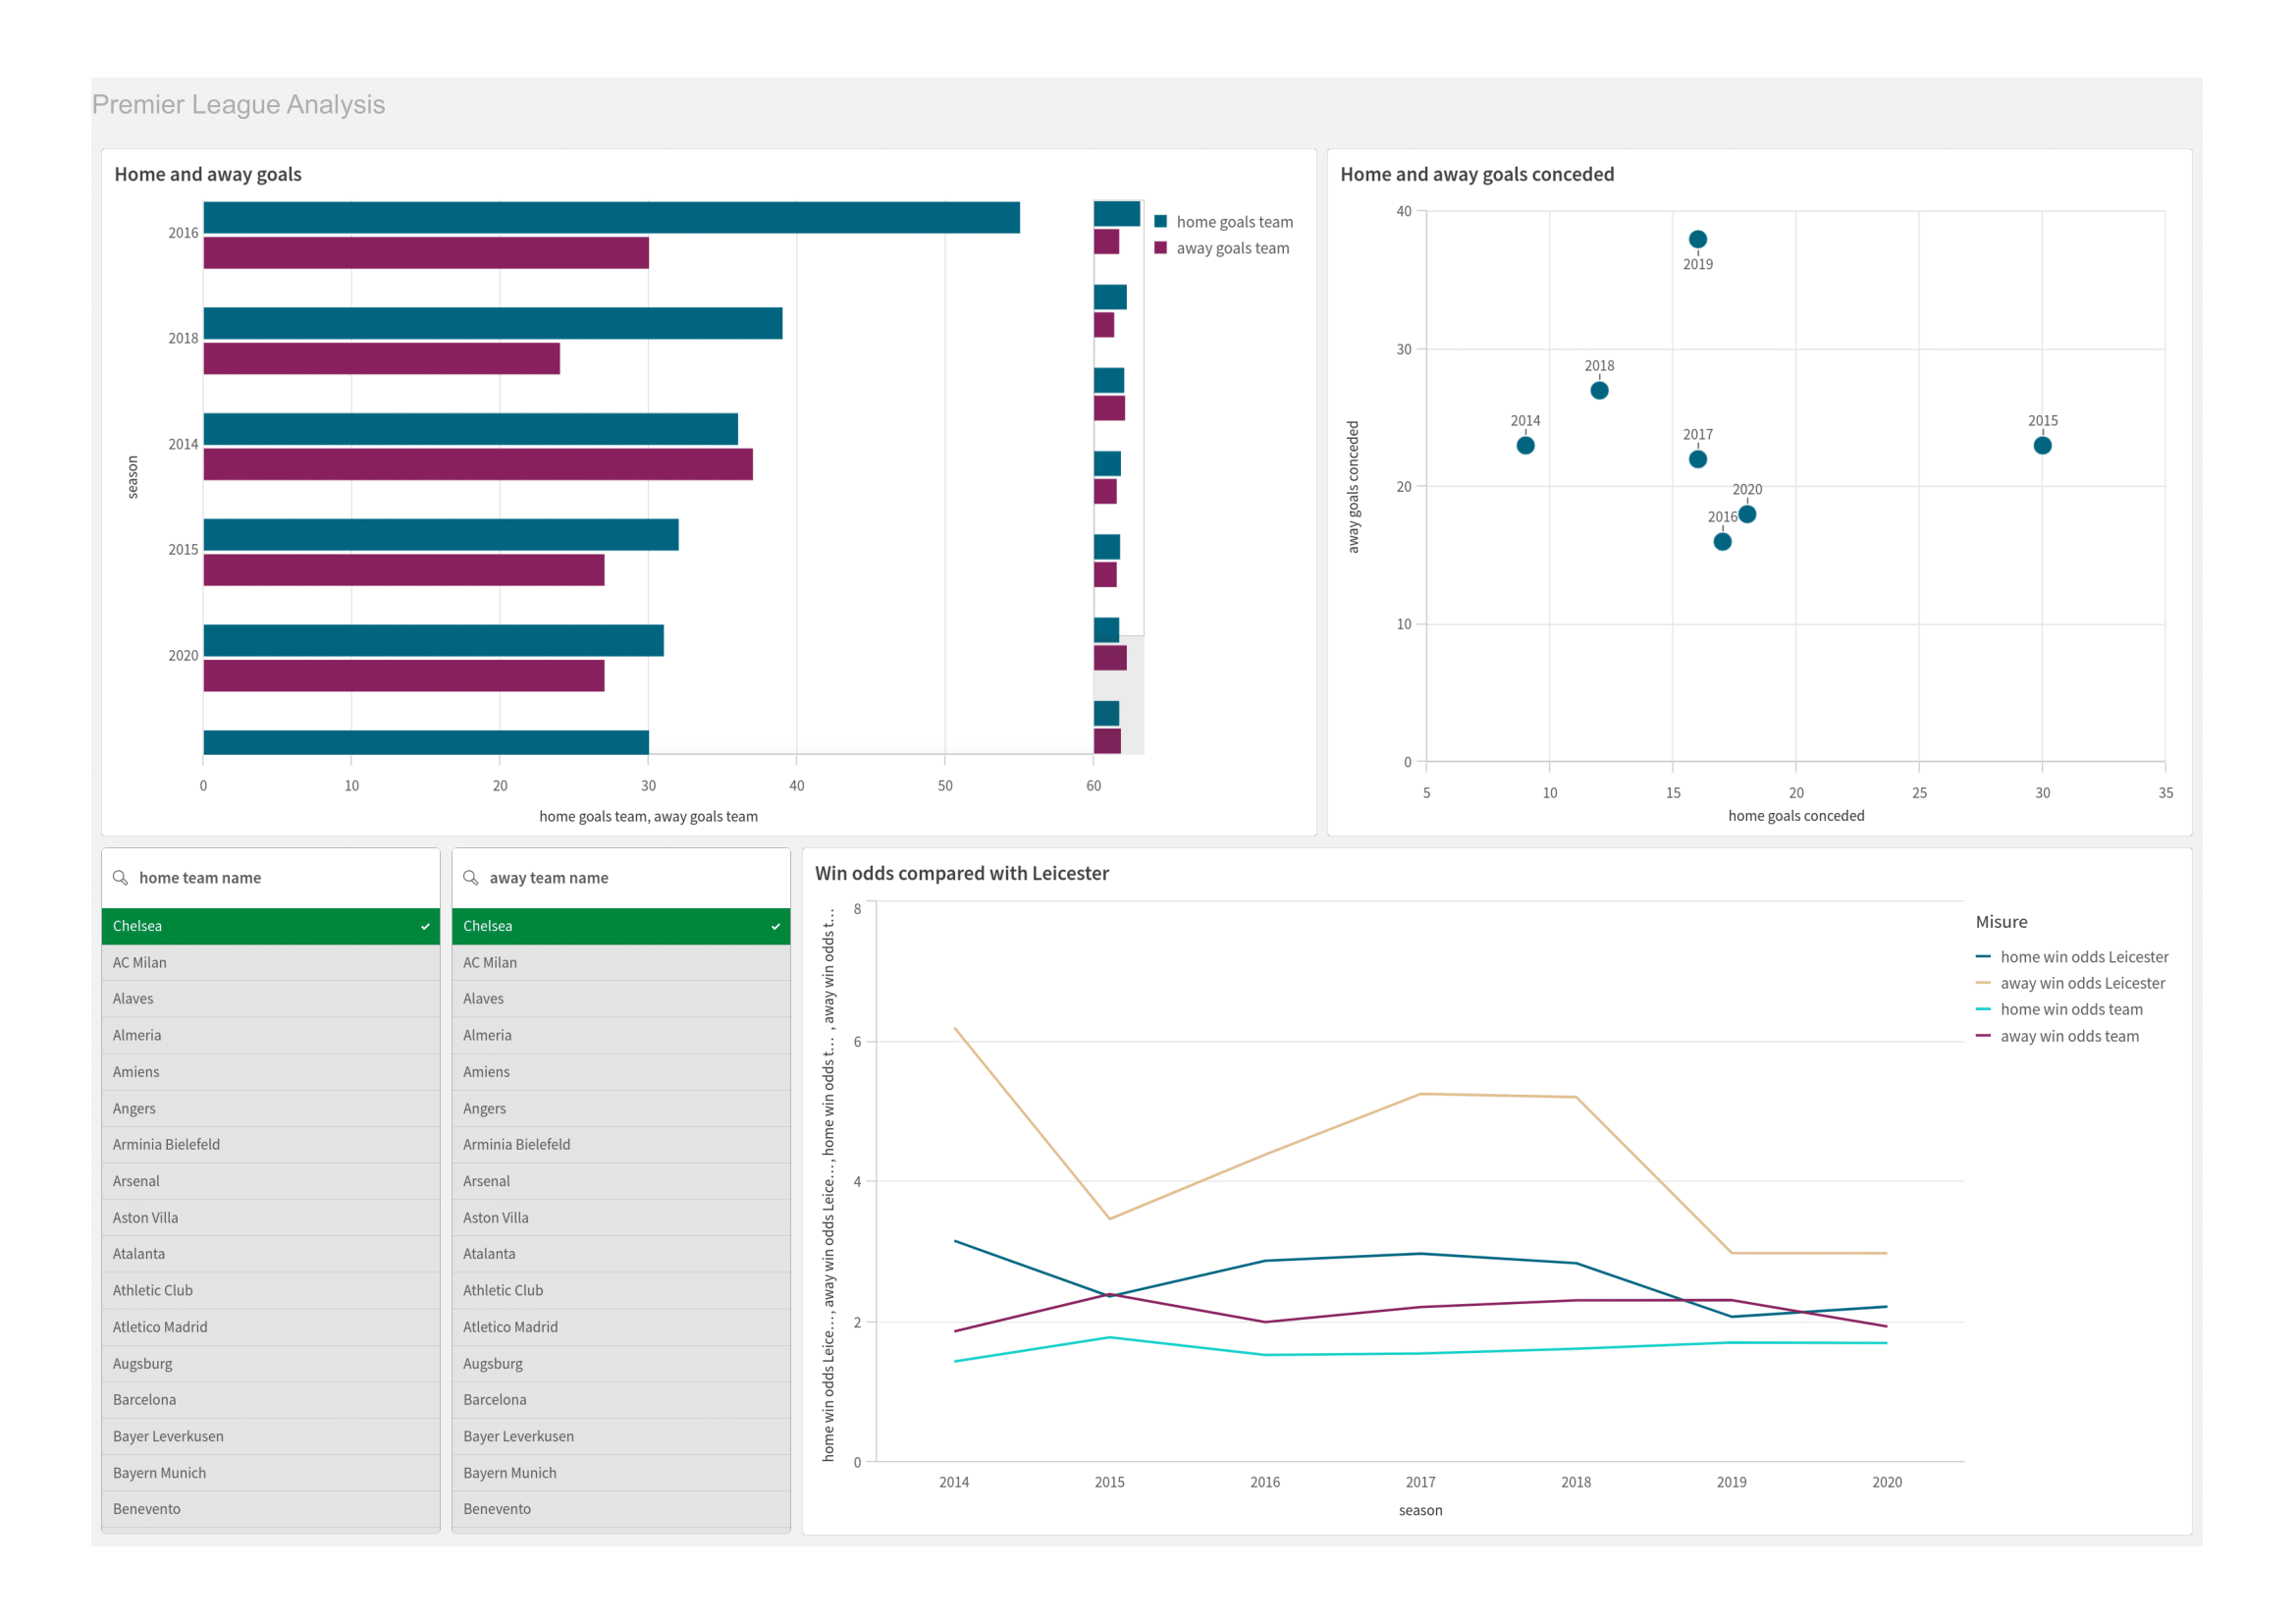 Premier League Analysis
Home and away goals
2016
2018
2014
2015
2020
season
0 10 20 30 40 50 60
home goals team, away goals team
home goals team
away goals team
Home and away goals conceded
40
30
20
10
0
away goals conceded
2019
2018
2014
2017
2015
2020
2016
5 10 15 20 25 30 35
home goals conceded
home team name
Chelsea
AC Milan
Alaves
Almeria
Amiens
Angers
Arminia Bielefeld
Arsenal
Aston Villa
Atalanta
Athletic Club
Atletico Madrid
Augsburg
Barcelona
Bayer Leverkusen
Bayern Munich
Benevento
away team name
Chelsea
AC Milan
Alaves
Almeria
Amiens
Angers
Arminia Bielefeld
Arsenal
Aston Villa
Atalanta
Athletic Club
Atletico Madrid
Augsburg
Barcelona
Bayer Leverkusen
Bayern Munich
Benevento
Win odds compared with Leicester
home win odds Leice…, away win odds Leice…, home win odds t… , away win odds t…
8
6
4
2
0
2014 2015 2016 2017 2018 2019 2020
season
Misure
home win odds Leicester
away win odds Leicester
home win odds team
away win odds team